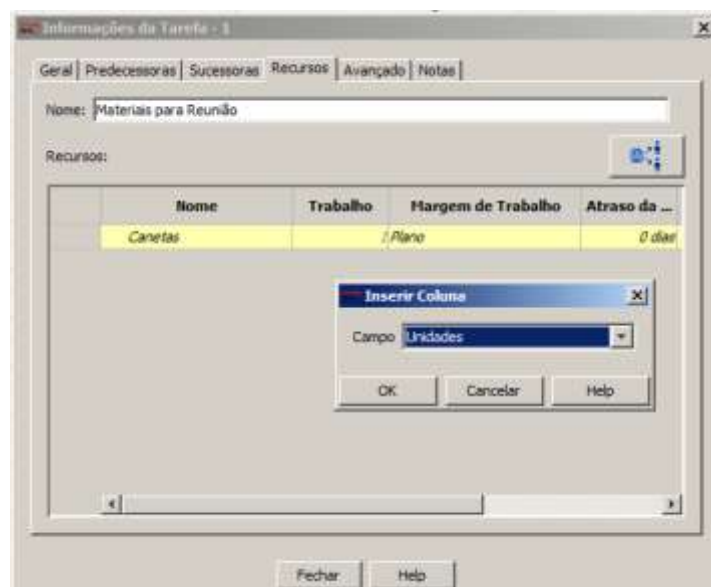 Informações da Tarefa - 1
Geral Predecessoras Sucessoras Recursos Avançado Notas
Nome: Materiais para Reunião
Recursos:
Nome Trabalho Margem de Trabalho Atraso da ...
Canetas Plano 0 dias
Inserir Coluna
Campo Unidades
OK Cancelar Help
Fechar Help